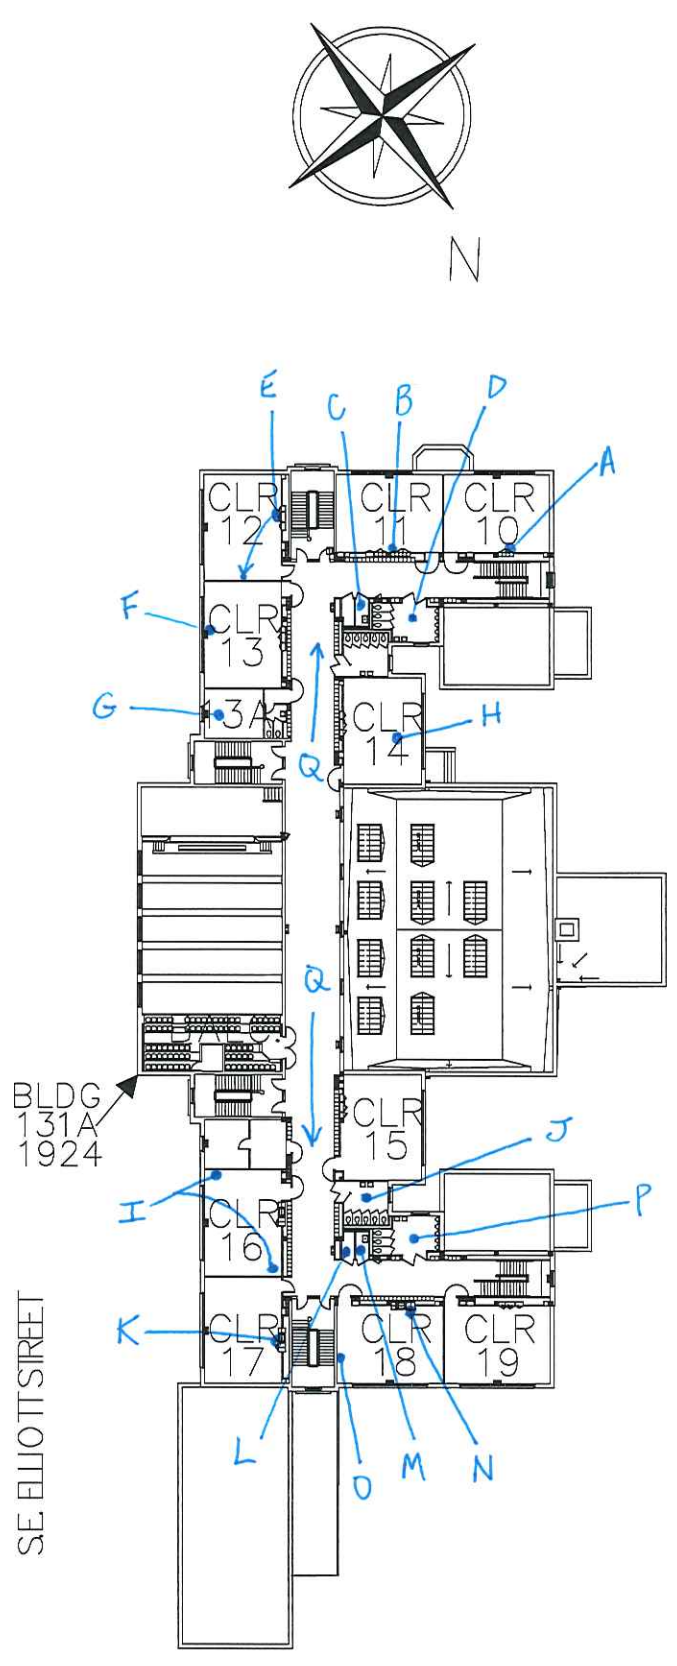 N
E
C
B
D
A
CLR
12
CLR
11
CLR
10
F
CLR
13
G
13A
CLR
14
H
Q
Q
BLDG
131A
1924
CLR
15
J
I
CLR
16
P
K
CLR
17
CLR
18
CLR
19
L
O
M
N
S.E. ELLIOTT STREET